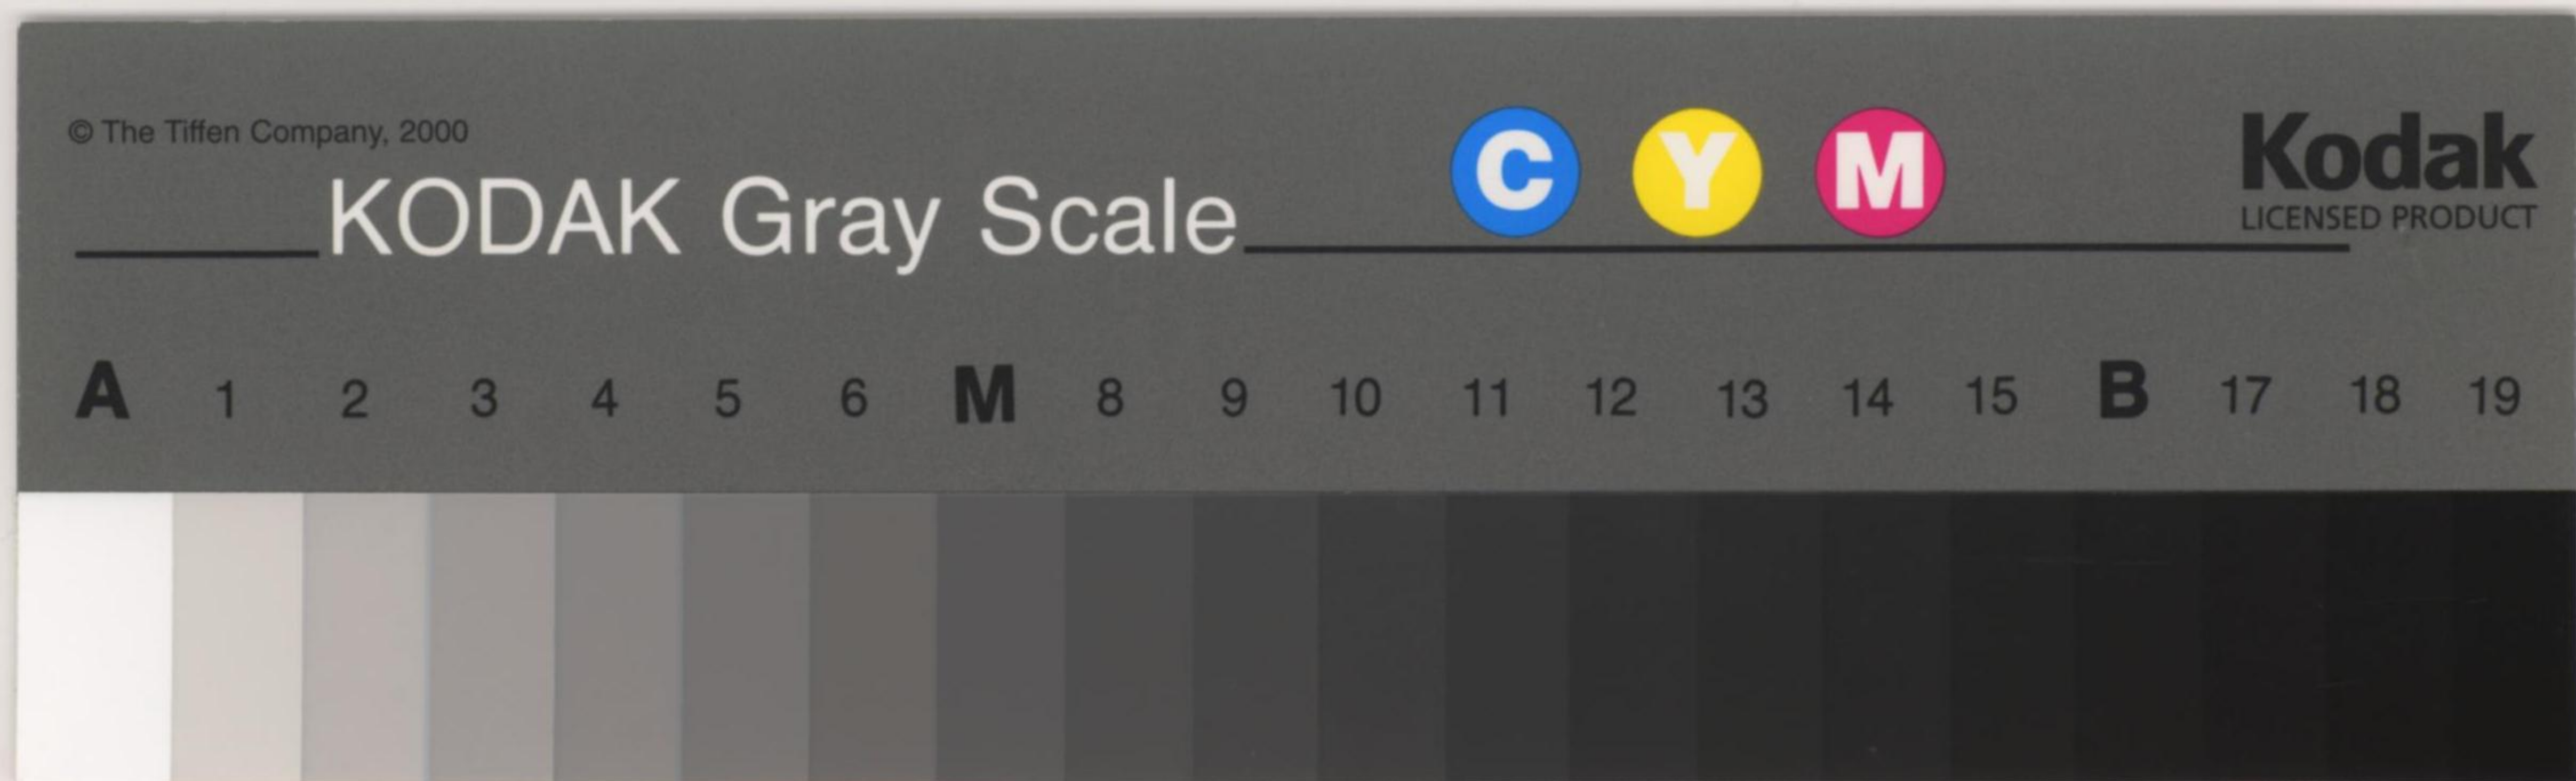 © The Tiffen Company, 2000
KODAK Gray Scale
C Y M
Kodak
LICENSED PRODUCT
A 1 2 3 4 5 6 M 8 9 10 11 12 13 14 15 B 17 18 19